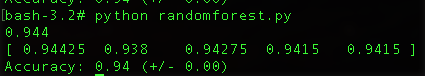 [bash-3.2# python randomforest.py
0.944
[ 0.94425 0.938 0.94275 0.9415 0.9415 ]
Accuracy: 0.94 (+/- 0.00)